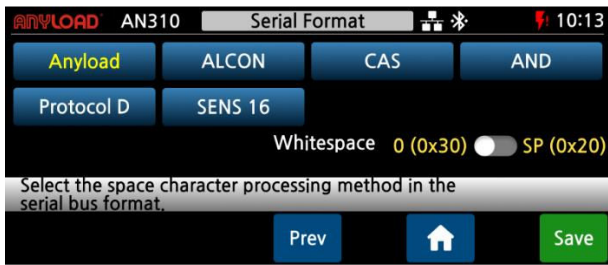 ANYLOAD AN310 Serial Format 10:13
Anyload ALCON CAS AND
Protocol D SENS 16
Whitespace 0 (0x30) SP (0x20)
Select the space character processing method in the
serial bus format.
Prev Save